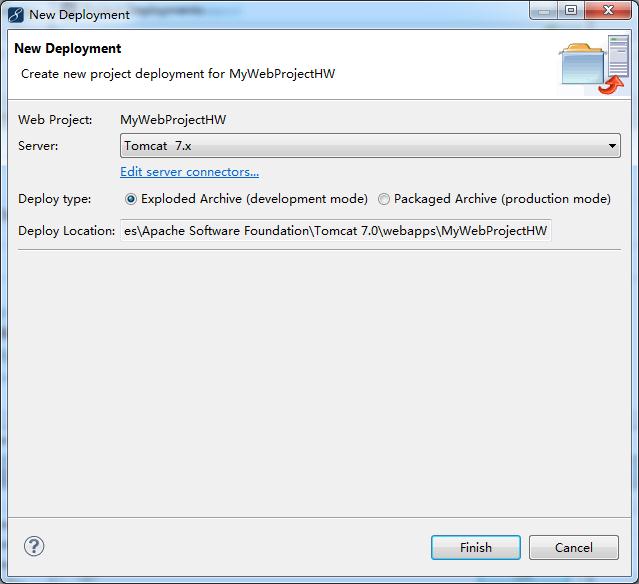 New Deployment
New Deployment
Create new project deployment for MyWebProjectHW
Web Project: MyWebProjectHW
Server: Tomcat 7.x
Edit server connectors...
Deploy type: Exploded Archive (development mode) Packaged Archive (production mode)
Deploy Location: es\Apache Software Foundation\Tomcat 7.0\webapps\MyWebProjectHW
? Finish Cancel